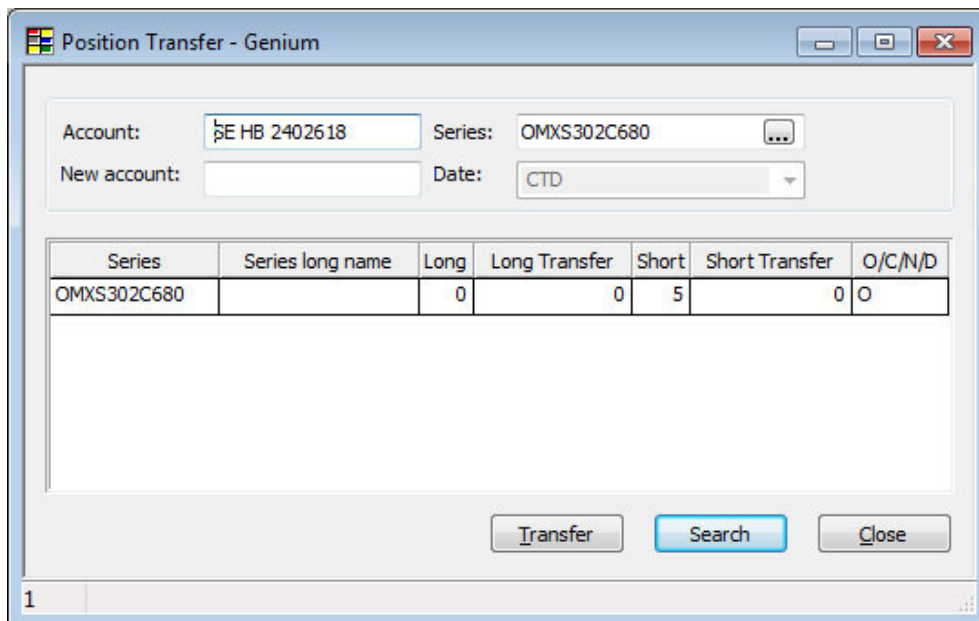 Position Transfer - Genium
Account: SE HB 2402618 Series: OMXS302C680 ...
New account: Date: CTD
Series Series long name Long Long Transfer Short Short Transfer O/C/N/D
OMXS302C680 0 0 5 0 O
Transfer Search Close
1